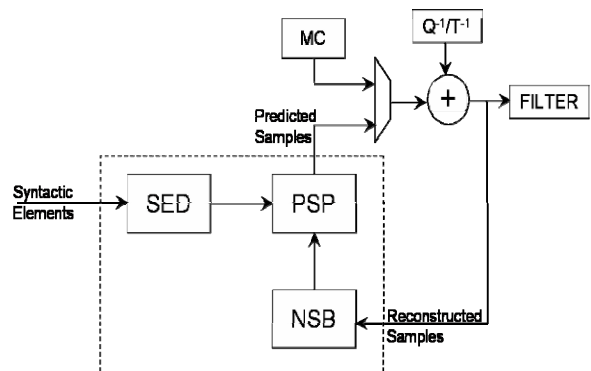 MC
Q⁻¹/T⁻¹
+
FILTER
Predicted
Samples
Syntactic
Elements
SED
PSP
NSB
Reconstructed
Samples